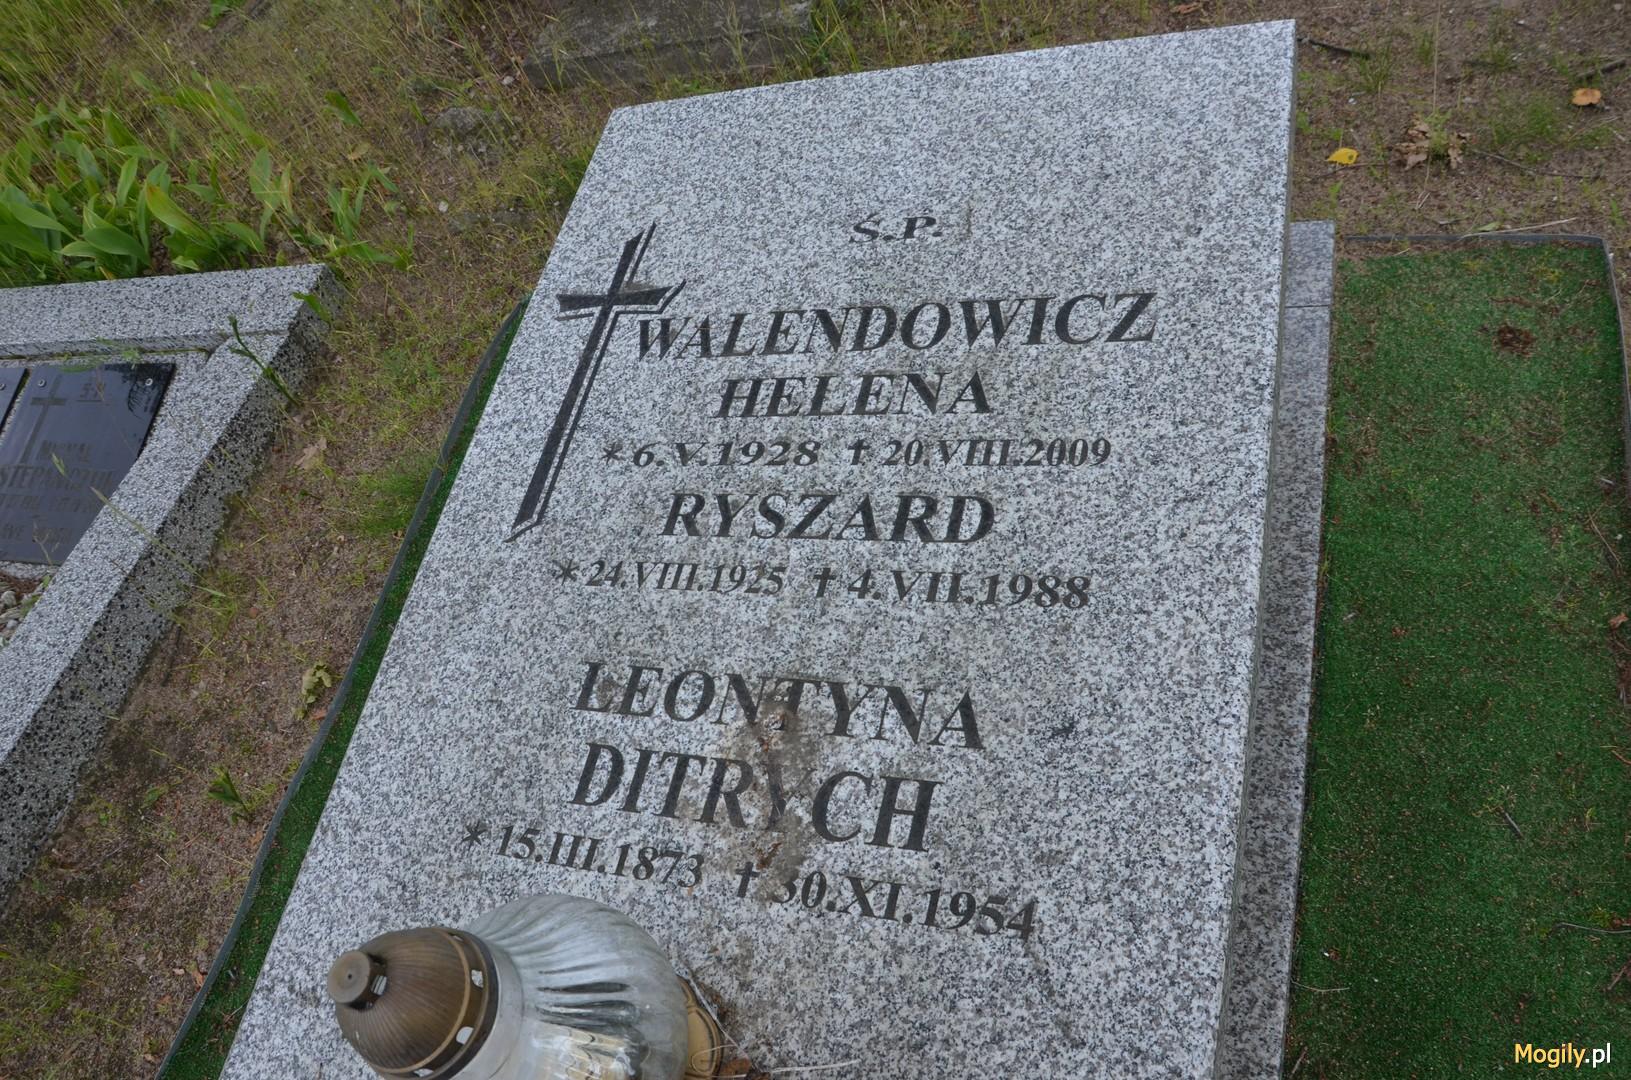 Ś.P.
WALENDOWICZ
HELENA
* 6.V.1928 † 20.VIII.2009
RYSZARD
* 24.VIII.1925 † 4.VII.1988
LEONTYNA
DITRYCH
* 15.III.1873 † 30.XI.1954
Mogily.pl